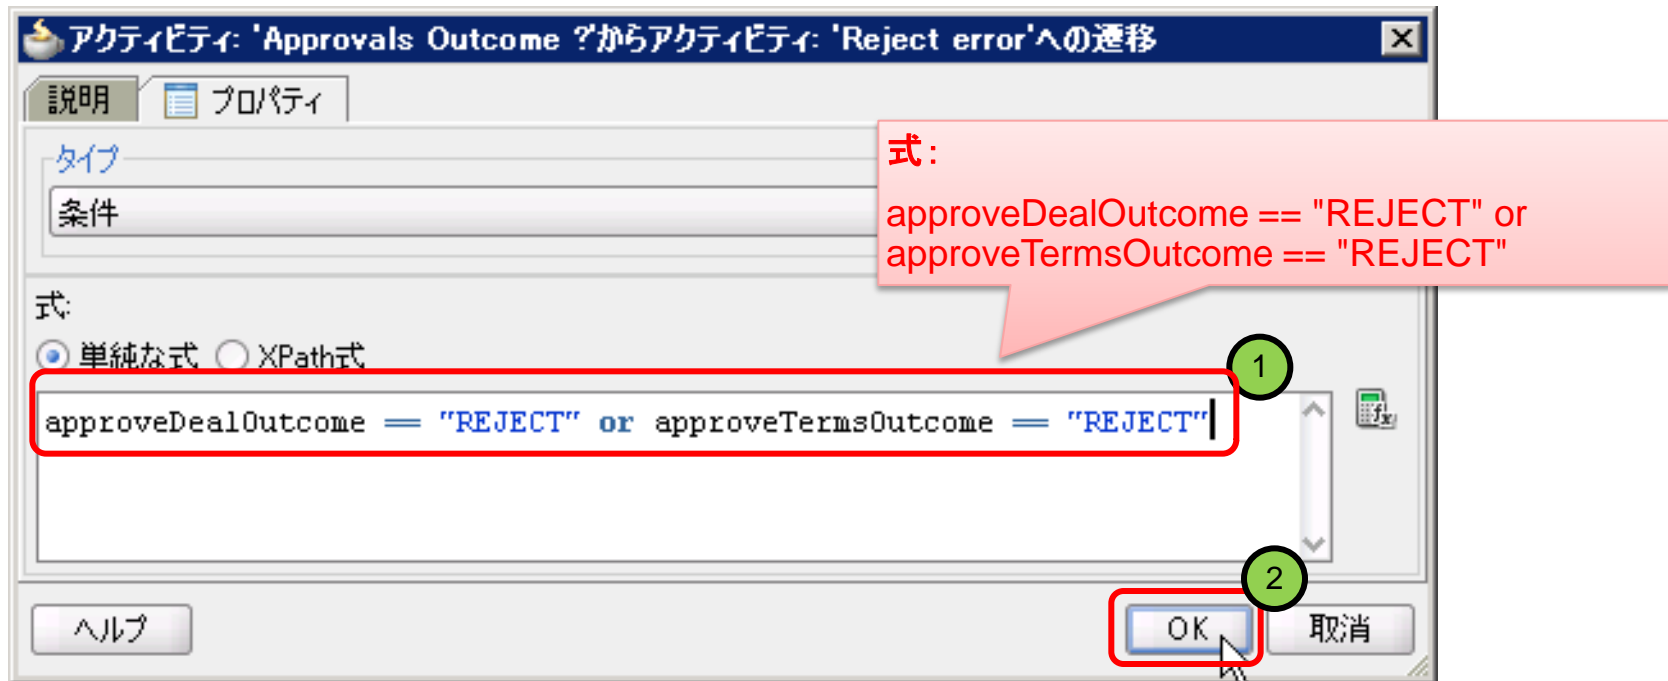 アクティビティ: 'Approvals Outcome ?'からアクティビティ: 'Reject error'への遷移
説明 プロパティ
タイプ
条件
式:
approveDealOutcome == "REJECT" or
approveTermsOutcome == "REJECT"
式:
単純な式 XPath式
1
approveDealOutcome == "REJECT" or approveTermsOutcome == "REJECT"
2
ヘルプ OK 取消